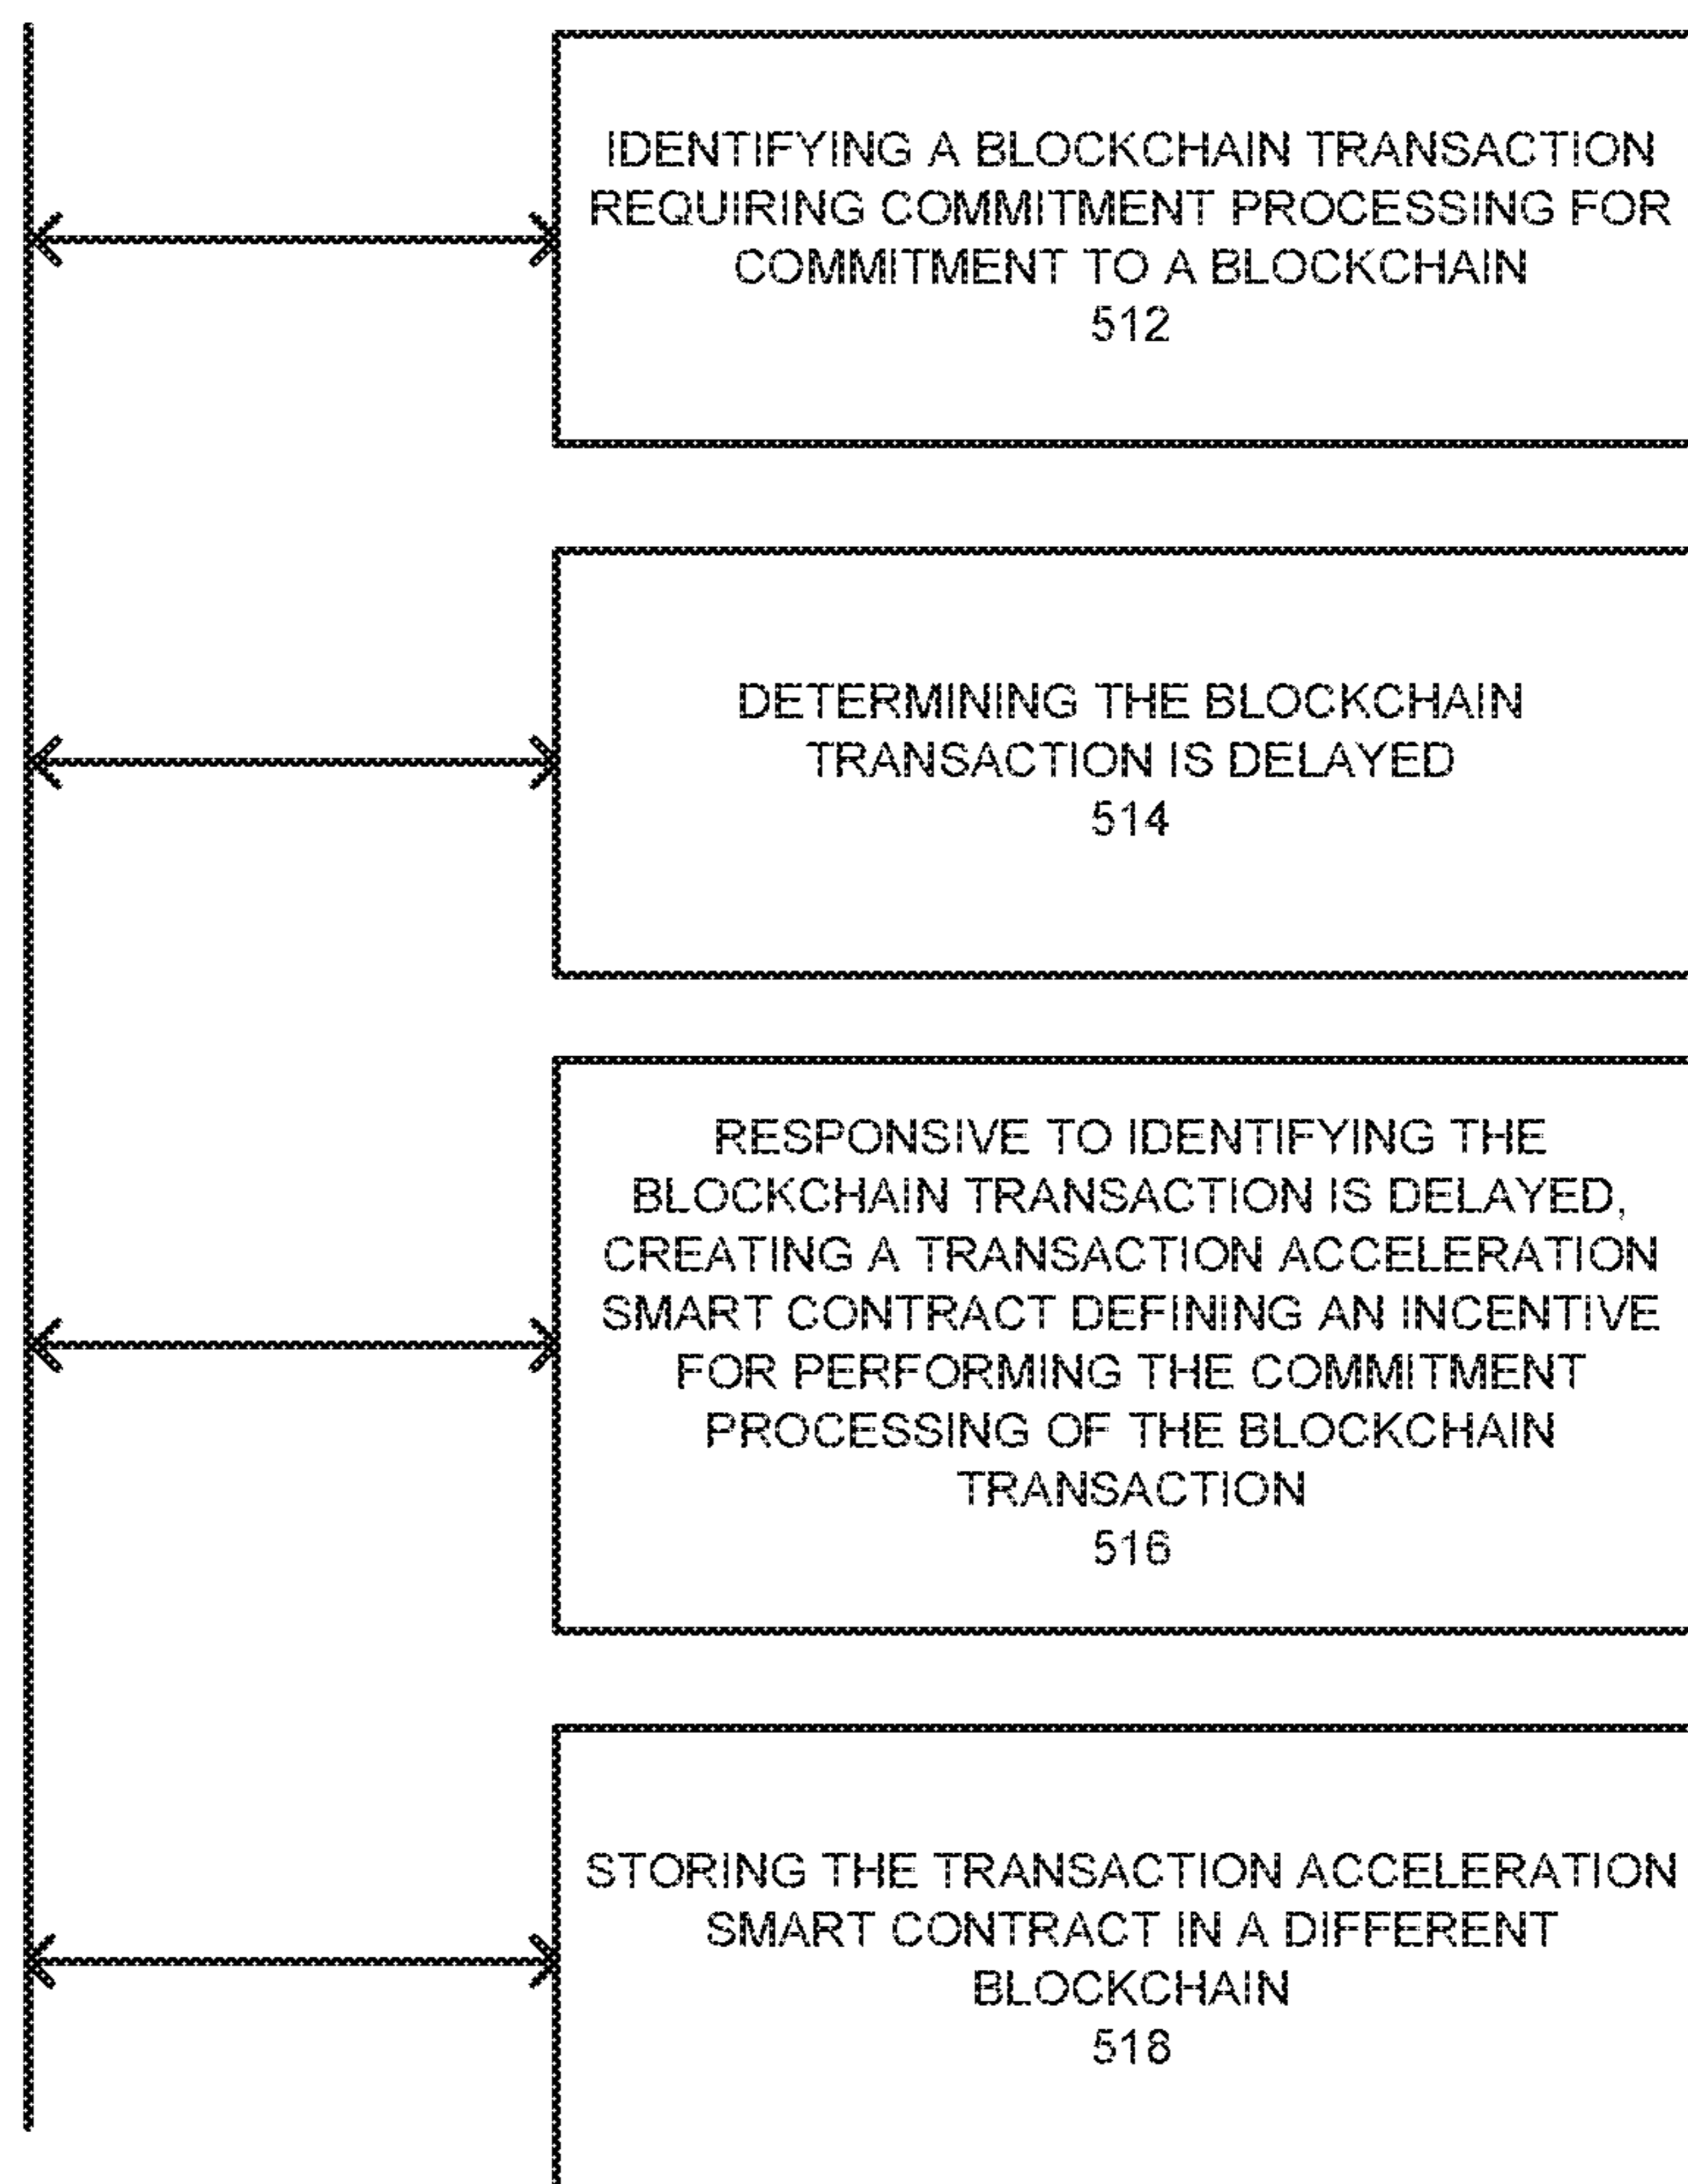 IDENTIFYING A BLOCKCHAIN TRANSACTION
REQUIRING COMMITMENT PROCESSING FOR
COMMITMENT TO A BLOCKCHAIN
512
DETERMINING THE BLOCKCHAIN
TRANSACTION IS DELAYED
514
RESPONSIVE TO IDENTIFYING THE
BLOCKCHAIN TRANSACTION IS DELAYED,
CREATING A TRANSACTION ACCELERATION
SMART CONTRACT DEFINING AN INCENTIVE
FOR PERFORMING THE COMMITMENT
PROCESSING OF THE BLOCKCHAIN
TRANSACTION
516
STORING THE TRANSACTION ACCELERATION
SMART CONTRACT IN A DIFFERENT
BLOCKCHAIN
518